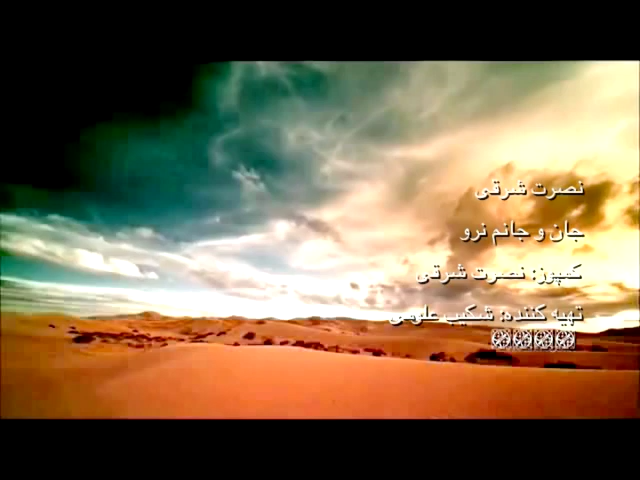 نصرت شرقی
جان و جانم نرو
کمپوز: نصرت شرقی
تهیه کننده: شکیب علومی